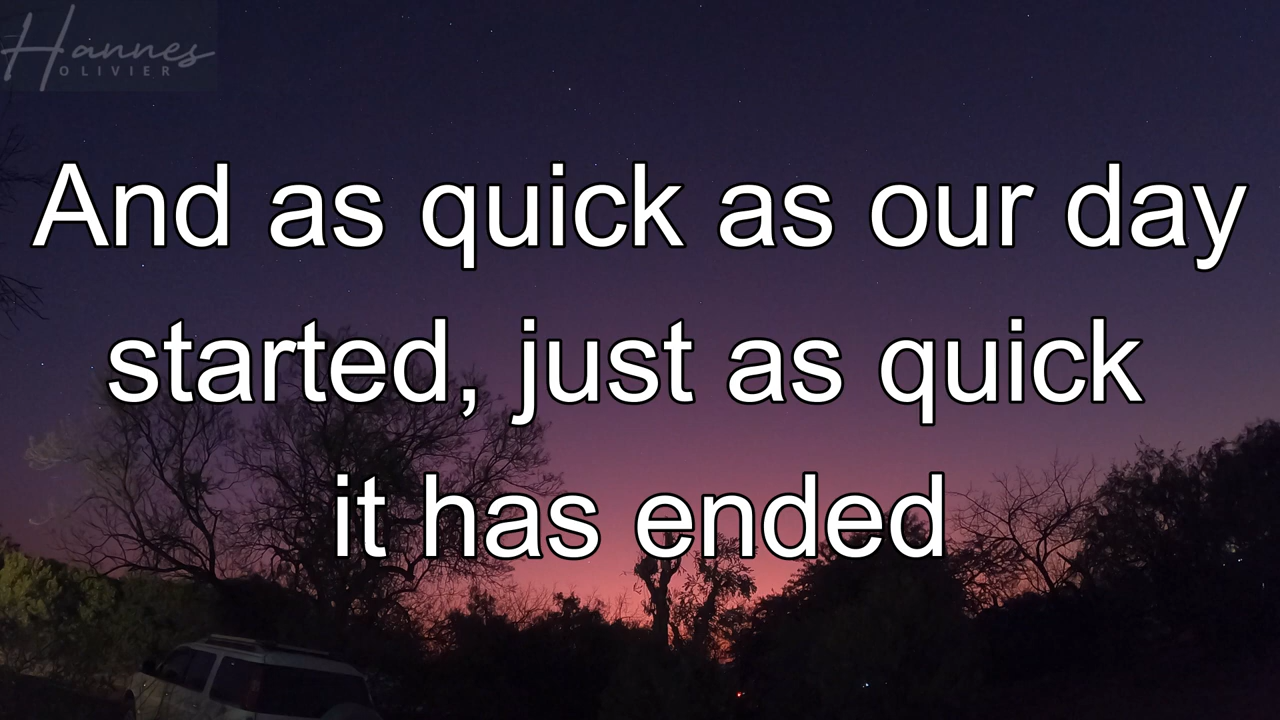 Hannes
OLIVIER
And as quick as our day
started, just as quick
it has ended